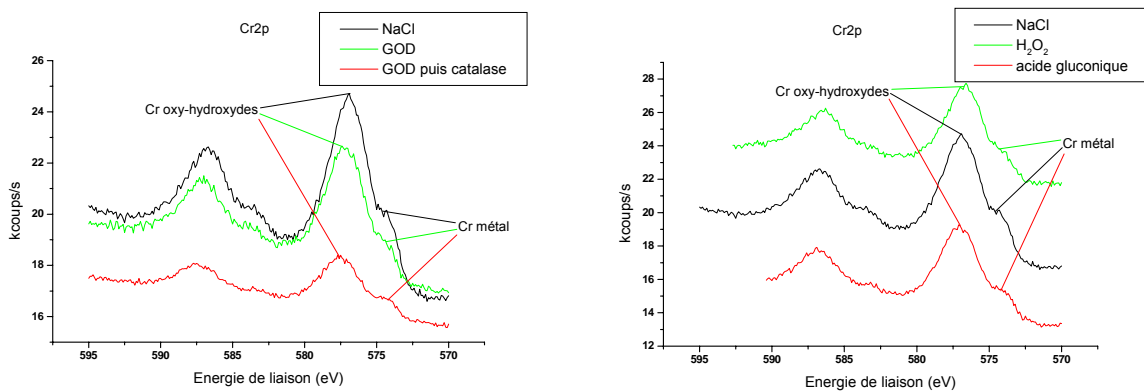 Cr2p
NaCl
GOD
GOD puis catalase
26
24
22
20
18
16
kcoups/s
Cr oxy-hydroxydes
Cr métal
595
590
585
580
575
570
Energie de liaison (eV)
Cr2p
NaCl
H₂O₂
acide gluconique
28
26
24
22
20
18
16
14
12
kcoups/s
Cr oxy-hydroxydes
Cr métal
595
590
585
580
575
570
Energie de liaison (eV)